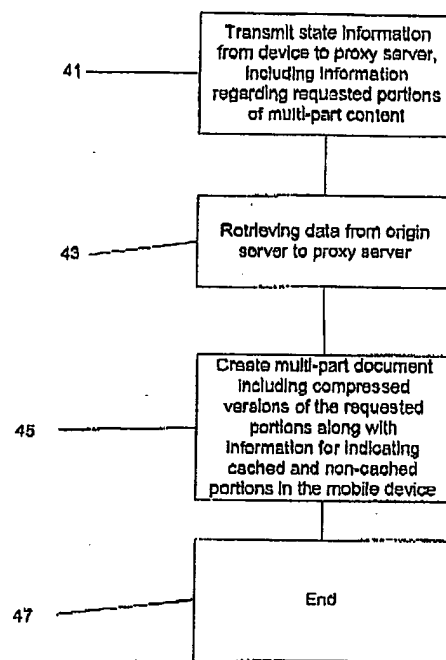 Transmit state information
from device to proxy server,
including information
regarding requested portions
of multi-part content
41
Retrieving data from origin
server to proxy server
43
Create multi-part document
including compressed
versions of the requested
portions along with
information for indicating
cached and non-cached
portions in the mobile device
45
End
47